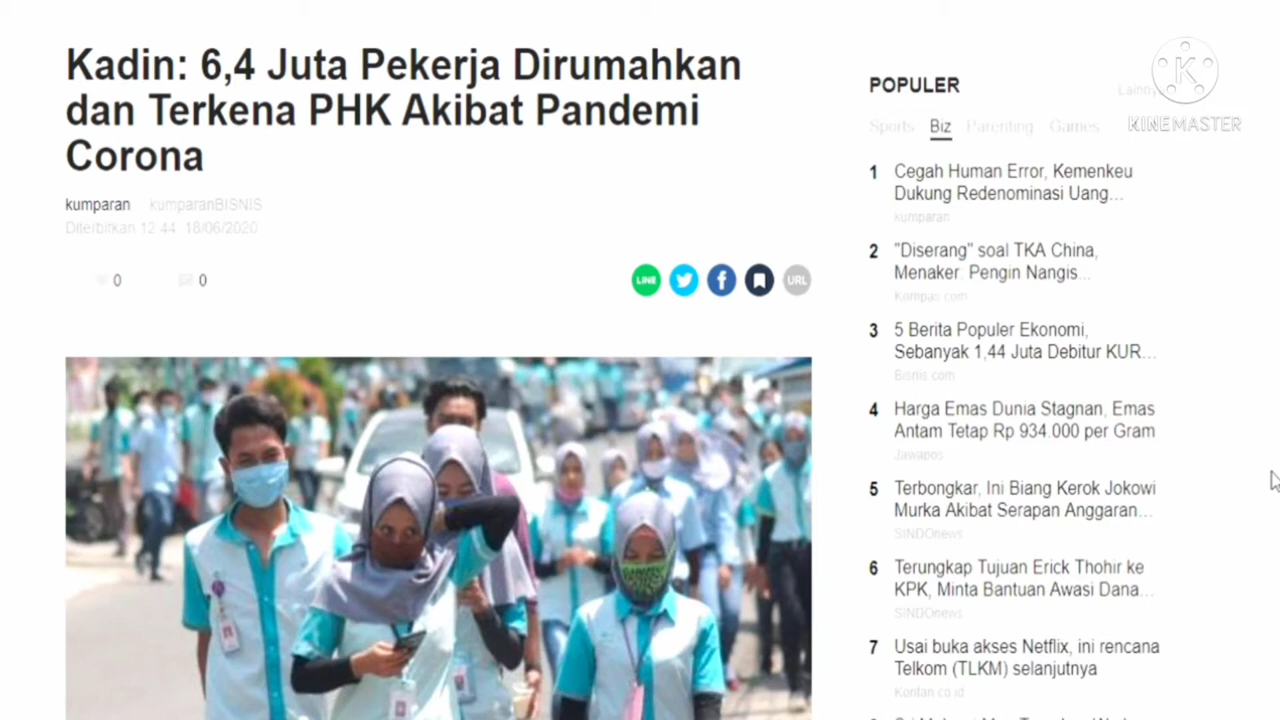 Kadin: 6,4 Juta Pekerja Dirumahkan
dan Terkena PHK Akibat Pandemi
Corona
kumparan kumparanBISNIS
Diterbitkan 12:44 18/06/2020
0 0
LINE
URL
POPULER
Lainny
Sports Biz Parenting Games
KINEMASTER
K
1 Cegah Human Error, Kemenkeu
Dukung Redenominasi Uang...
kumparan
2 "Diserang" soal TKA China,
Menaker: Pengin Nangis...
Kompas.com
3 5 Berita Populer Ekonomi,
Sebanyak 1,44 Juta Debitur KUR...
Bisnis.com
4 Harga Emas Dunia Stagnan, Emas
Antam Tetap Rp 934.000 per Gram
Jawapos
5 Terbongkar, Ini Biang Kerok Jokowi
Murka Akibat Serapan Anggaran...
SINDOnews
6 Terungkap Tujuan Erick Thohir ke
KPK, Minta Bantuan Awasi Dana...
SINDOnews
7 Usai buka akses Netflix, ini rencana
Telkom (TLKM) selanjutnya
Kontan.co.id